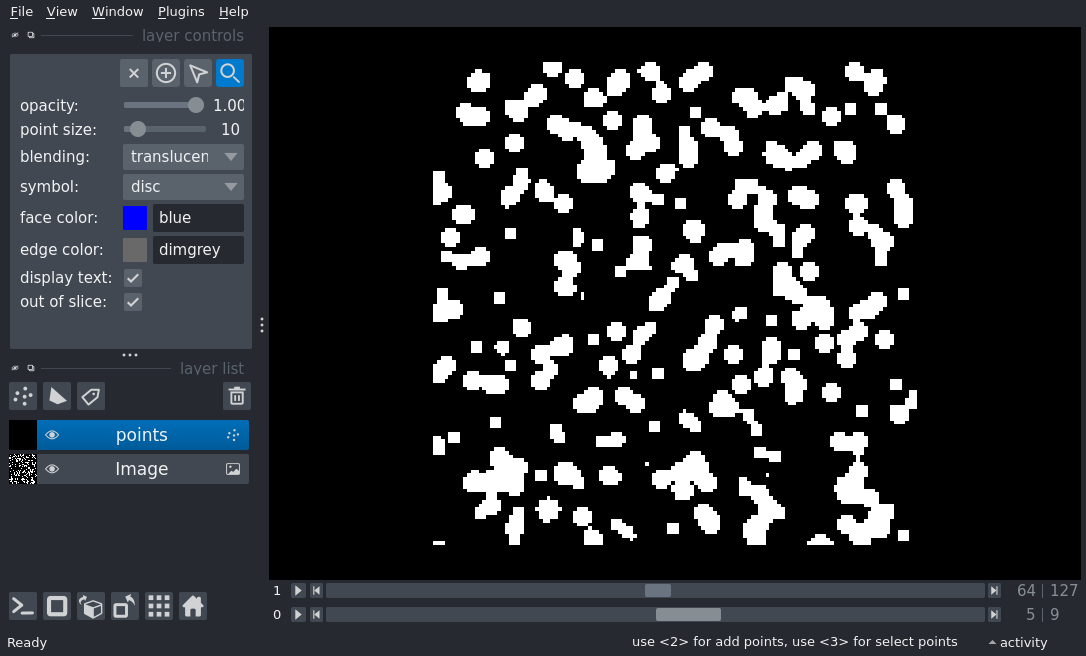 File View Window Plugins Help
layer controls
opacity: 1.00
point size: 10
blending: translucen
symbol: disc
face color: blue
edge color: dimgrey
display text:
out of slice:
layer list
points
Image
1 64 | 127
0 5 | 9
Ready use <2> for add points, use <3> for select points activity